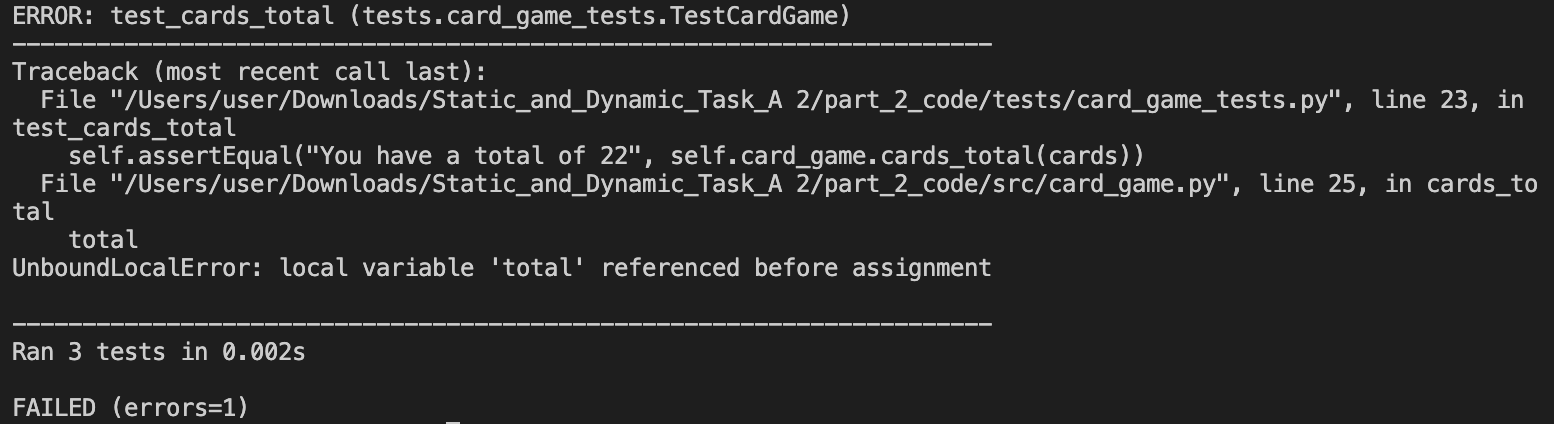 ERROR: test_cards_total (tests.card_game_tests.TestCardGame)
----------------------------------------------------------------------
Traceback (most recent call last):
  File "/Users/user/Downloads/Static_and_Dynamic_Task_A 2/part_2_code/tests/card_game_tests.py", line 23, in
test_cards_total
    self.assertEqual("You have a total of 22", self.card_game.cards_total(cards))
  File "/Users/user/Downloads/Static_and_Dynamic_Task_A 2/part_2_code/src/card_game.py", line 25, in cards_to
tal
    total
UnboundLocalError: local variable 'total' referenced before assignment

----------------------------------------------------------------------
Ran 3 tests in 0.002s

FAILED (errors=1)